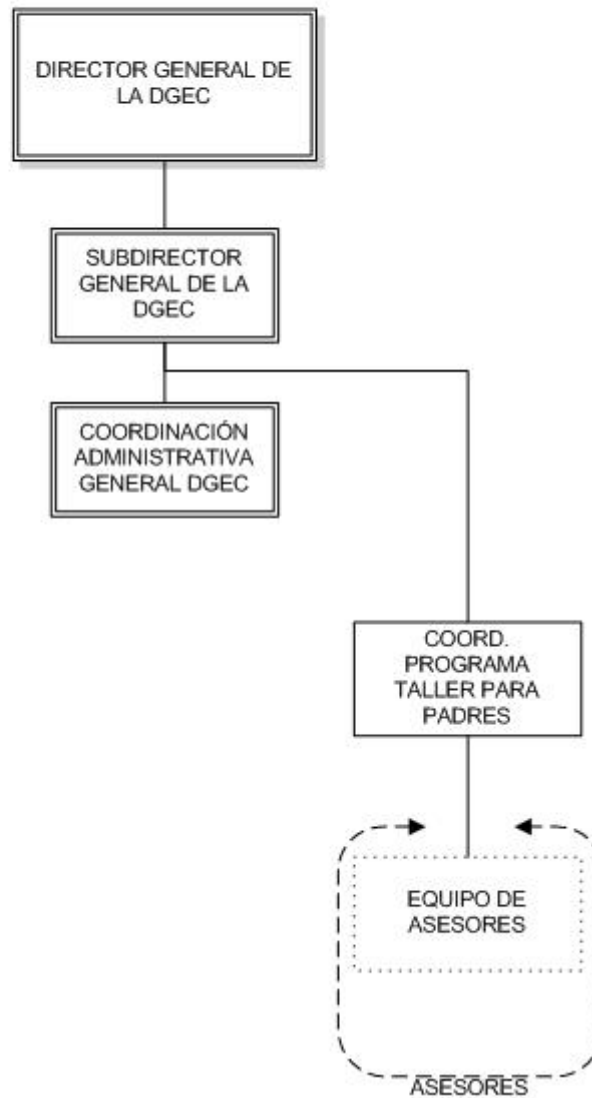 DIRECTOR GENERAL DE
LA DGEC
SUBDIRECTOR
GENERAL DE LA
DGEC
COORDINACIÓN
ADMINISTRATIVA
GENERAL DGEC
COORD.
PROGRAMA
TALLER PARA
PADRES
EQUIPO DE
ASESORES
ASESORES